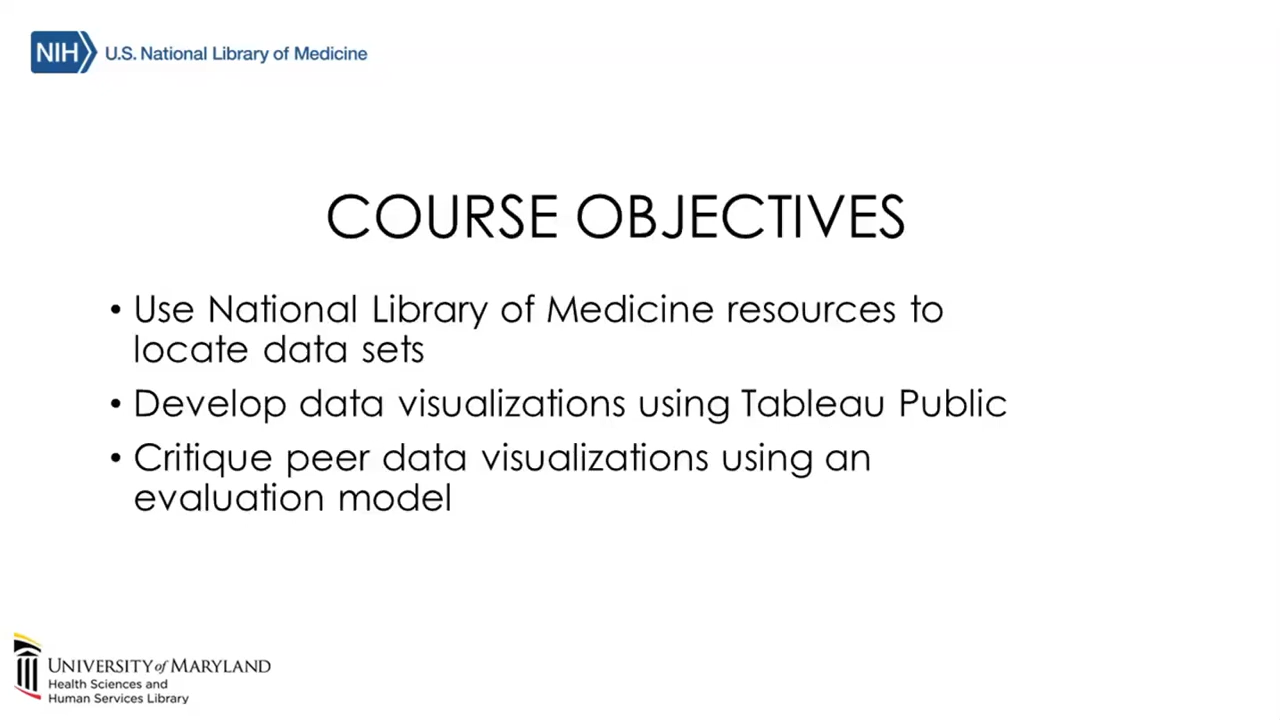 NIH U.S. National Library of Medicine
COURSE OBJECTIVES
• Use National Library of Medicine resources to
locate data sets
• Develop data visualizations using Tableau Public
• Critique peer data visualizations using an
evaluation model
UNIVERSITY of MARYLAND
Health Sciences and
Human Services Library